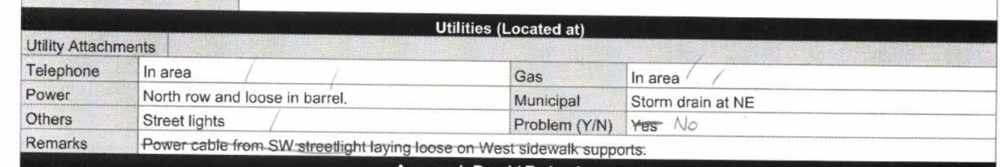 Utilities (Located at)
Utility Attachments
Telephone In area Gas In area
Power North row and loose in barrel. Municipal Storm drain at NE
Others Street lights Problem (Y/N) Yes No
Remarks Power cable from SW streetlight laying loose on West sidewalk supports.